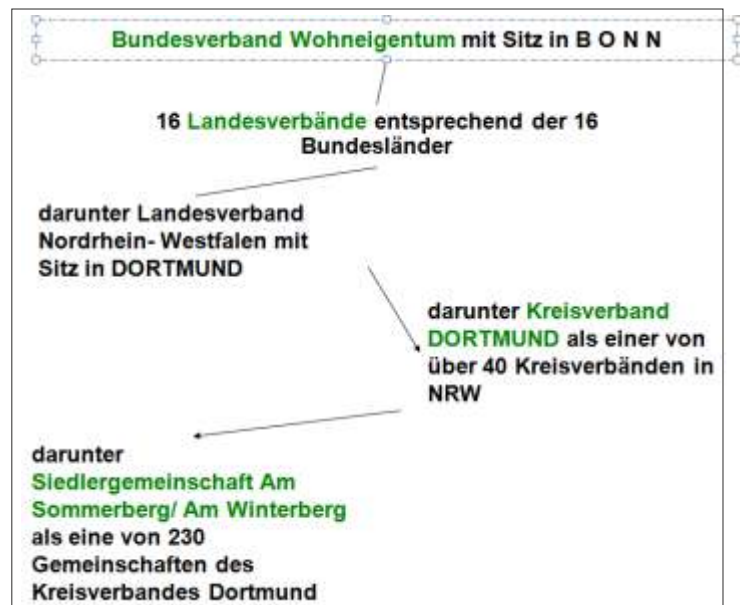 Bundesverband Wohneigentum mit Sitz in B O N N
16 Landesverbände entsprechend der 16
Bundesländer
darunter Landesverband
Nordrhein- Westfalen mit
Sitz in DORTMUND
darunter Kreisverband
DORTMUND als einer von
über 40 Kreisverbänden in
NRW
darunter
Siedlergemeinschaft Am
Sommerberg/ Am Winterberg
als eine von 230
Gemeinschaften des
Kreisverbandes Dortmund